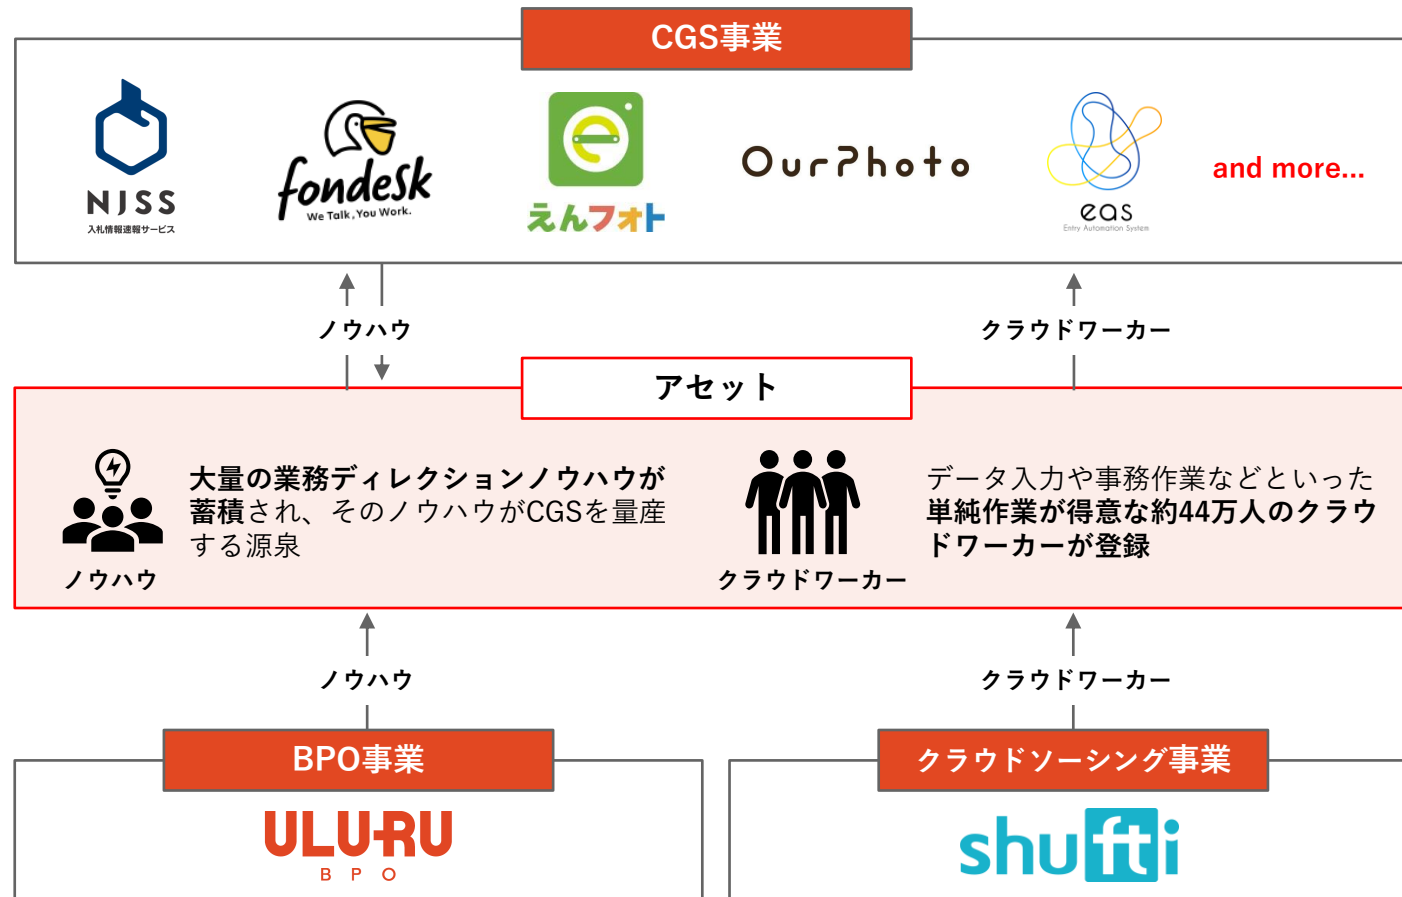 CGS事業
NJSS
入札情報速報サービス
fondesk
We Talk, You Work.
えんフォト
OurPhoto
eas
Entry Automation System
and more...
ノウハウ
クラウドワーカー
アセット
大量の業務ディレクションノウハウが
蓄積され、そのノウハウがCGSを量産
する源泉
ノウハウ
データ入力や事務作業などといった
単純作業が得意な約44万人のクラウ
ドワーカーが登録
クラウドワーカー
ノウハウ
クラウドワーカー
BPO事業
ULURU
BPO
クラウドソーシング事業
shufti